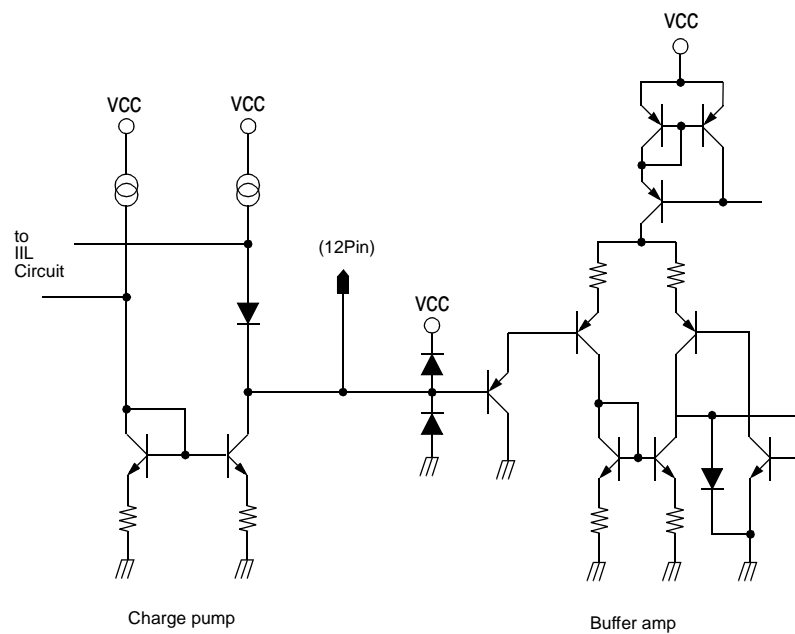 VCC
VCC
VCC
to
IIL
Circuit
(12Pin)
VCC
Charge pump
Buffer amp